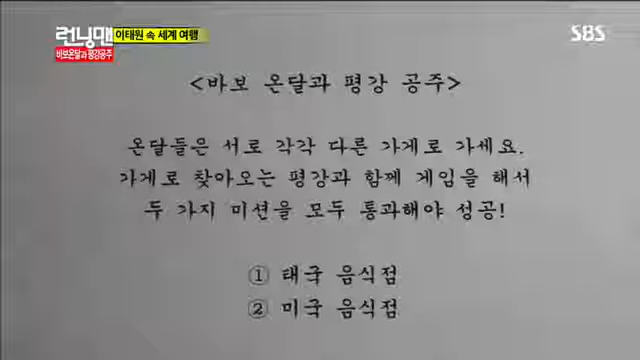 런닝맨
이태원 속 세계 여행
바보온달과 평강공주
SBS
<바보 온달과 평강 공주>
온달들은 서로 각각 다른 가게로 가세요.
가게로 찾아오는 평강과 함께 게임을 해서
두 가지 미션을 모두 통과해야 성공!
① 태국 음식점
② 미국 음식점